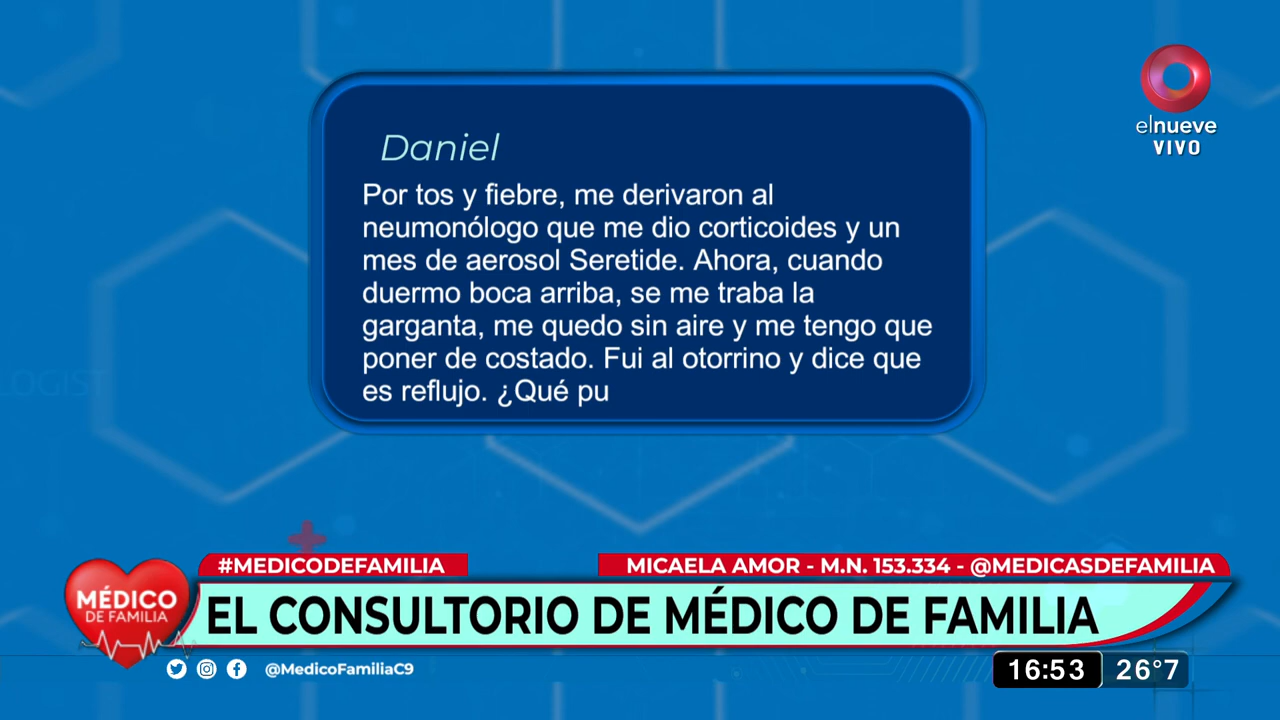 elnueve
VIVO
Daniel
Por tos y fiebre, me derivaron al
neumonólogo que me dio corticoides y un
mes de aerosol Seretide. Ahora, cuando
duermo boca arriba, se me traba la
garganta, me quedo sin aire y me tengo que
poner de costado. Fui al otorrino y dice que
es reflujo. ¿Qué pu
LOGIST
#MEDICODEFAMILIA
MICAELA AMOR - M.N. 153.334 - @MEDICASDEFAMILIA
MÉDICO
DE FAMILIA
EL CONSULTORIO DE MÉDICO DE FAMILIA
@MedicoFamiliaC9
16:53
26°7